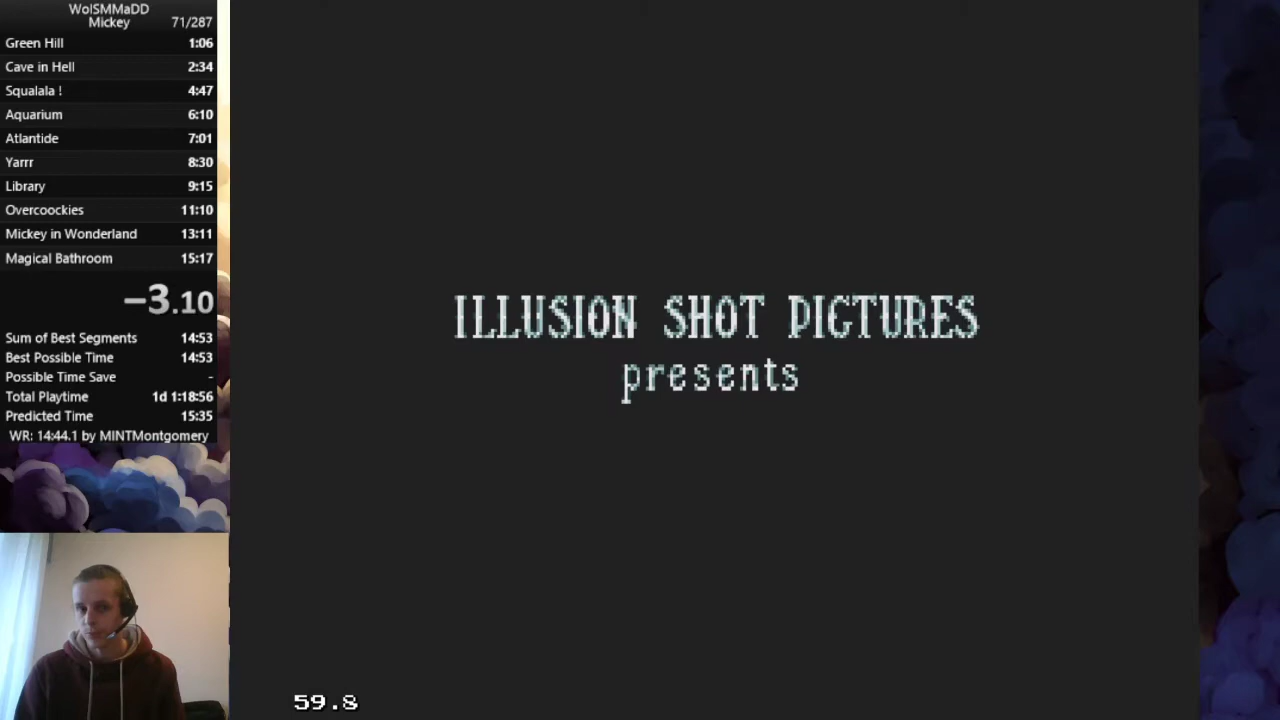 WoISMMaDD
Mickey 71/287
Green Hill 1:06
Cave in Hell 2:34
Squalala ! 4:47
Aquarium 6:10
Atlantide 7:01
Yarrr 8:30
Library 9:15
Overcoockies 11:10
Mickey in Wonderland 13:11
Magical Bathroom 15:17
−3.10
Sum of Best Segments 14:53
Best Possible Time 14:53
Possible Time Save -
Total Playtime 1d 1:18:56
Predicted Time 15:35
WR: 14:44.1 by MINTMontgomery
ILLUSION SHOT PICTURES
presents
59.8